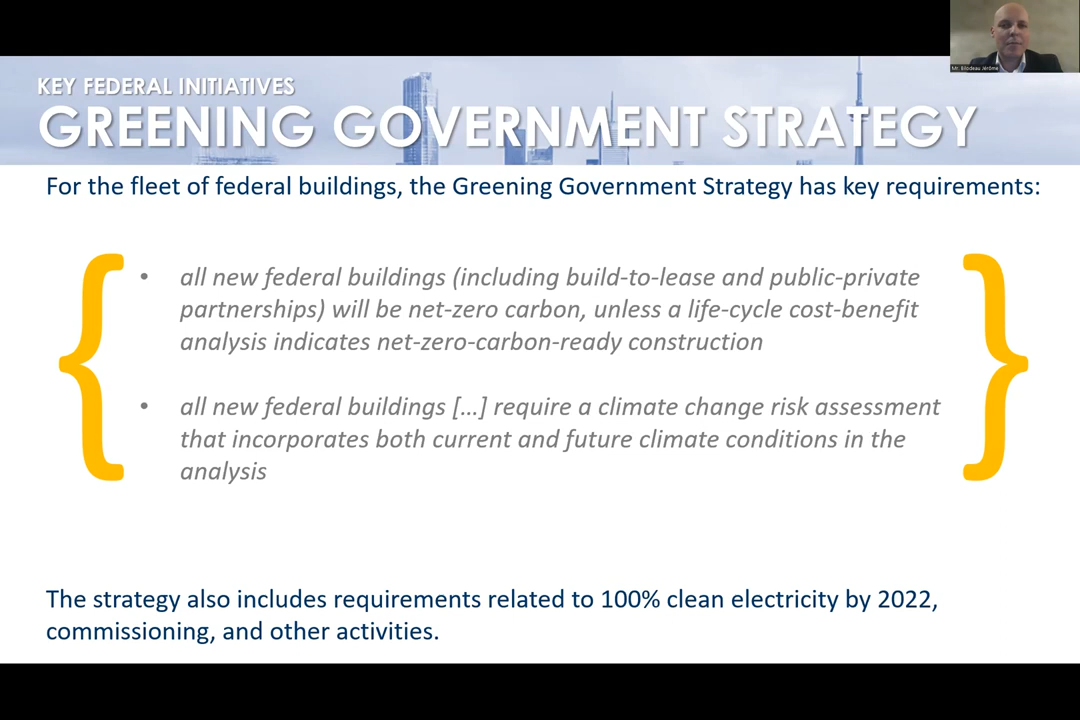 Mr. Bilodeau Jérôme
KEY FEDERAL INITIATIVES
GREENING GOVERNMENT STRATEGY
For the fleet of federal buildings, the Greening Government Strategy has key requirements:
{ }
• all new federal buildings (including build-to-lease and public-private
partnerships) will be net-zero carbon, unless a life-cycle cost-benefit
analysis indicates net-zero-carbon-ready construction
• all new federal buildings […] require a climate change risk assessment
that incorporates both current and future climate conditions in the
analysis
The strategy also includes requirements related to 100% clean electricity by 2022,
commissioning, and other activities.